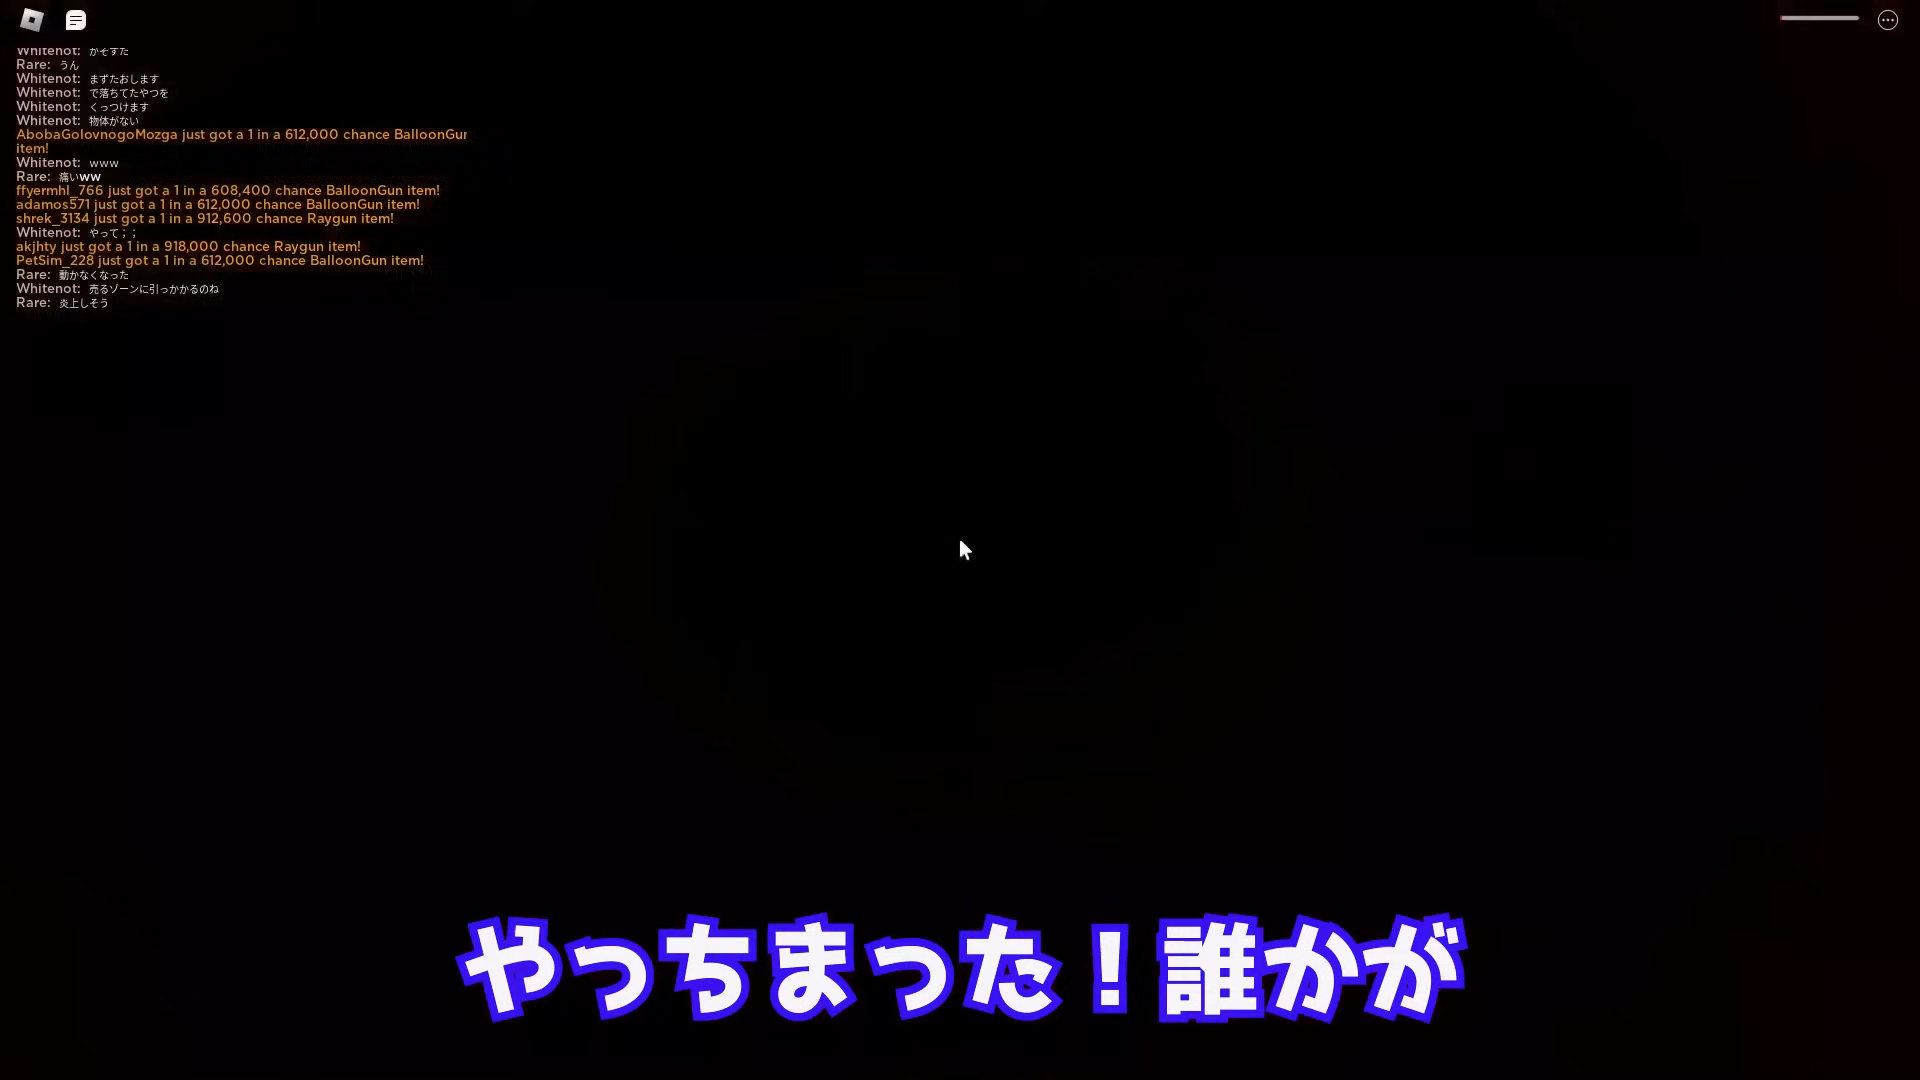 Whitenot: かそすた
Rare: うん
Whitenot: まずたおします
Whitenot: で落ちてたやつを
Whitenot: くっつけます
Whitenot: 物体がない
AbobaGolovnogoMozga just got a 1 in a 612,000 chance BalloonGun
item!
Whitenot: www
Rare: 痛いww
ffyermhl_766 just got a 1 in a 608,400 chance BalloonGun item!
adamos571 just got a 1 in a 612,000 chance BalloonGun item!
shrek_3134 just got a 1 in a 912,600 chance Raygun item!
Whitenot: やって；；
akjhty just got a 1 in a 918,000 chance Raygun item!
PetSim_228 just got a 1 in a 612,000 chance BalloonGun item!
Rare: 動かなくなった
Whitenot: 売るゾーンに引っかかるのね
Rare: 炎上しそう
やっちまった！誰かが